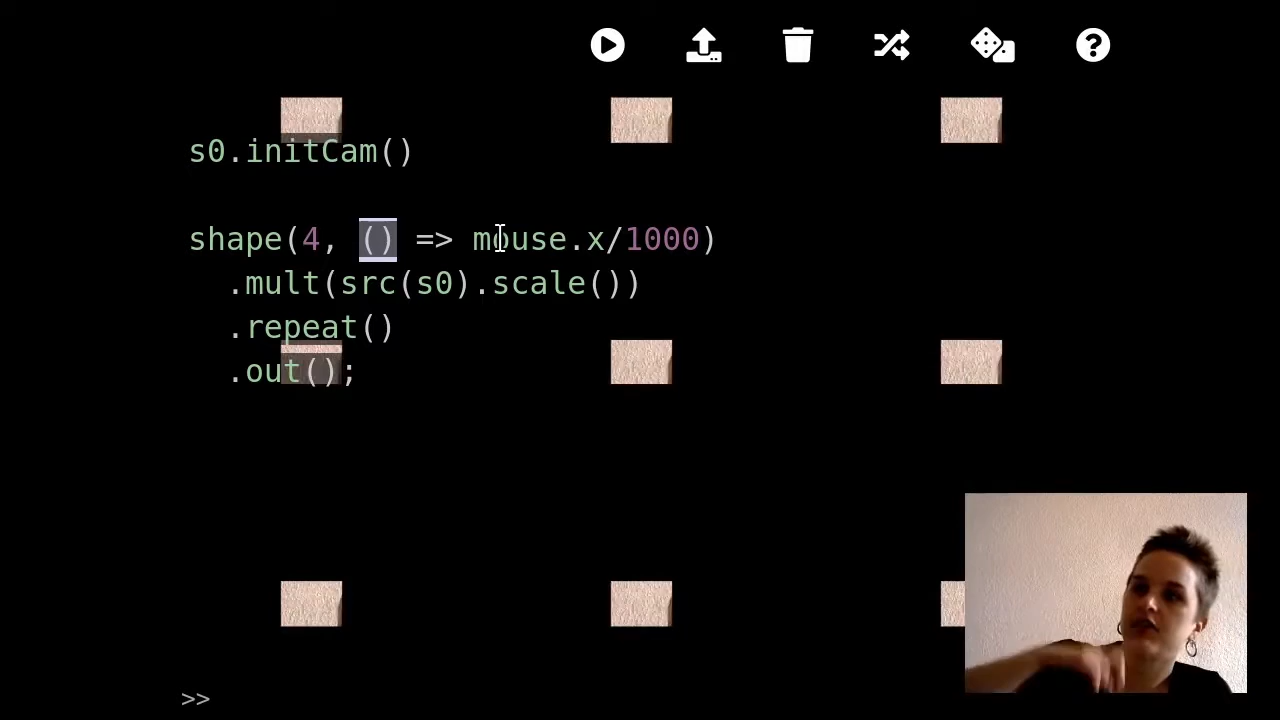 s0.initCam()
shape(4, () => mouse.x/1000)
.mult(src(s0).scale())
.repeat()
.out();
>>